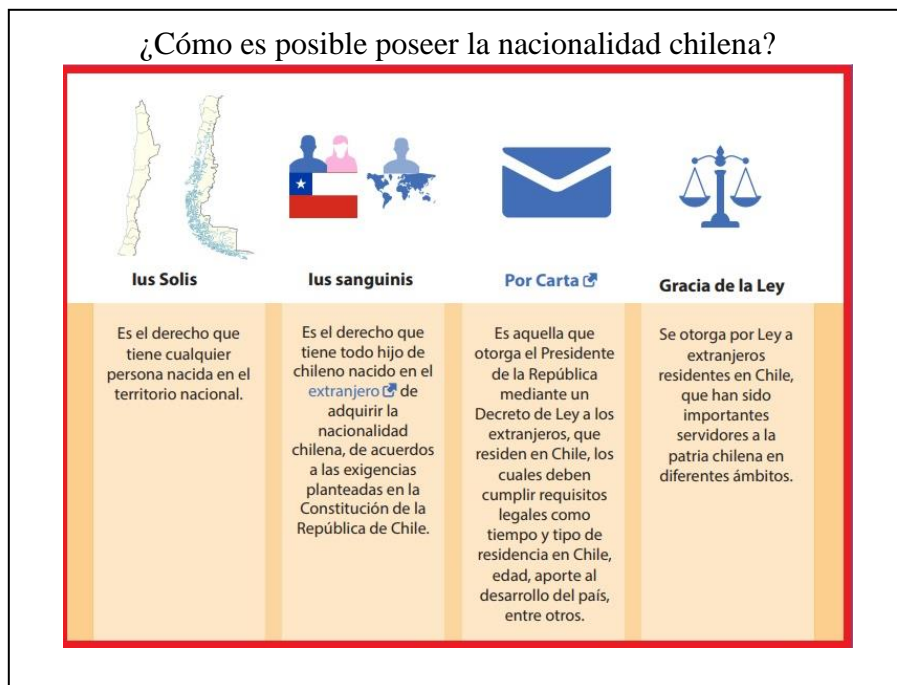 ¿Cómo es posible poseer la nacionalidad chilena?
Ius Solis
Es el derecho que
tiene cualquier
persona nacida en el
territorio nacional.
Ius sanguinis
Es el derecho que
tiene todo hijo de
chileno nacido en el
extranjero de
adquirir la
nacionalidad
chilena, de acuerdos
a las exigencias
planteadas en la
Constitución de la
República de Chile.
Por Carta
Es aquella que
otorga el Presidente
de la República
mediante un
Decreto de Ley a los
extranjeros, que
residen en Chile, los
cuales deben
cumplir requisitos
legales como
tiempo y tipo de
residencia en Chile,
edad, aporte al
desarrollo del país,
entre otros.
Gracia de la Ley
Se otorga por Ley a
extranjeros
residentes en Chile,
que han sido
importantes
servidores a la
patria chilena en
diferentes ámbitos.